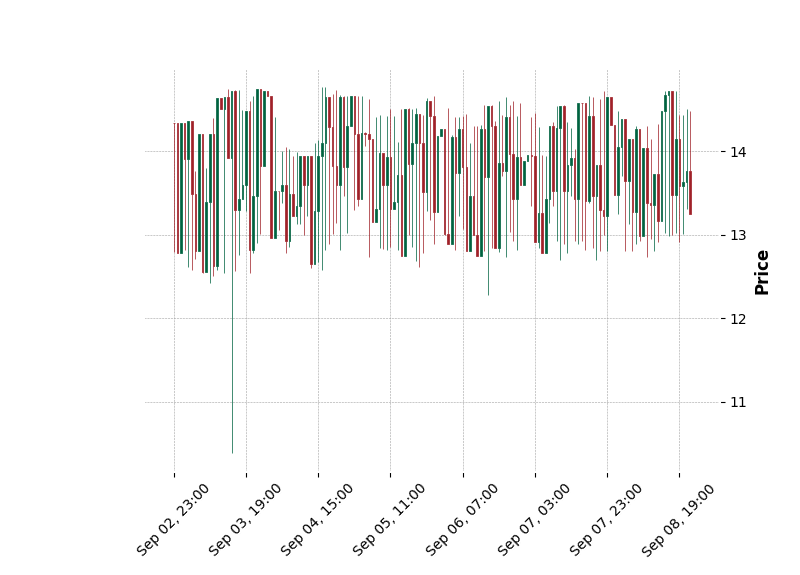 14
13
12
11
Price
Sep 02, 23:00
Sep 03, 19:00
Sep 04, 15:00
Sep 05, 11:00
Sep 06, 07:00
Sep 07, 03:00
Sep 07, 23:00
Sep 08, 19:00